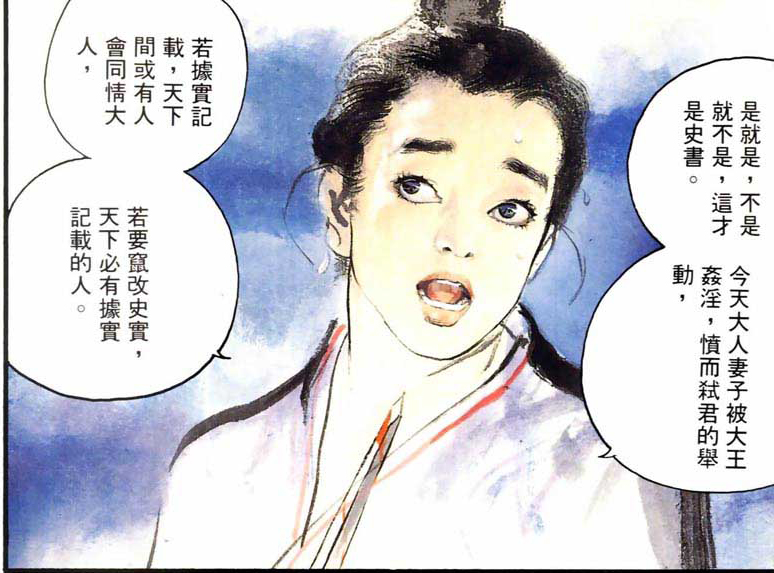 是就是，不是
就不是，這才
是史書。
今天大人妻子被大王
姦淫，憤而弒君的舉
動，
若據實記
載，天下
間或有人
會同情大
人，
若要竄改史實，
天下必有據實
記載的人。